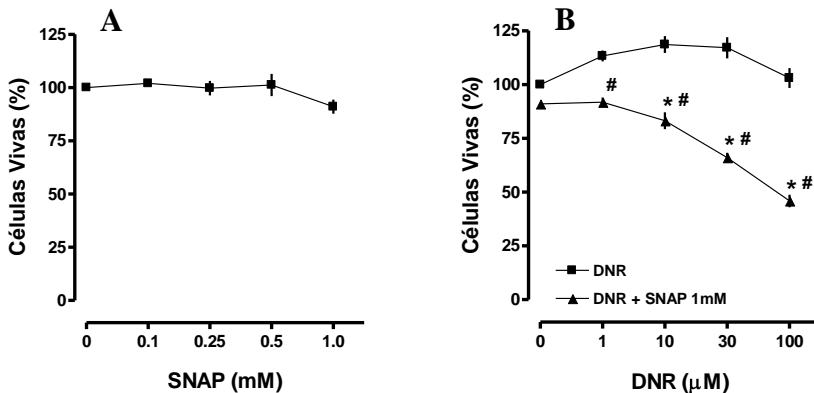 A
Células Vivas (%)
125
100
75
50
25
0
0 0.1 0.25 0.5 1.0
SNAP (mM)
B
Células Vivas (%)
125
100
75
50
25
0
#
* #
* #
* #
DNR
DNR + SNAP 1mM
0 1 10 30 100
DNR (μM)